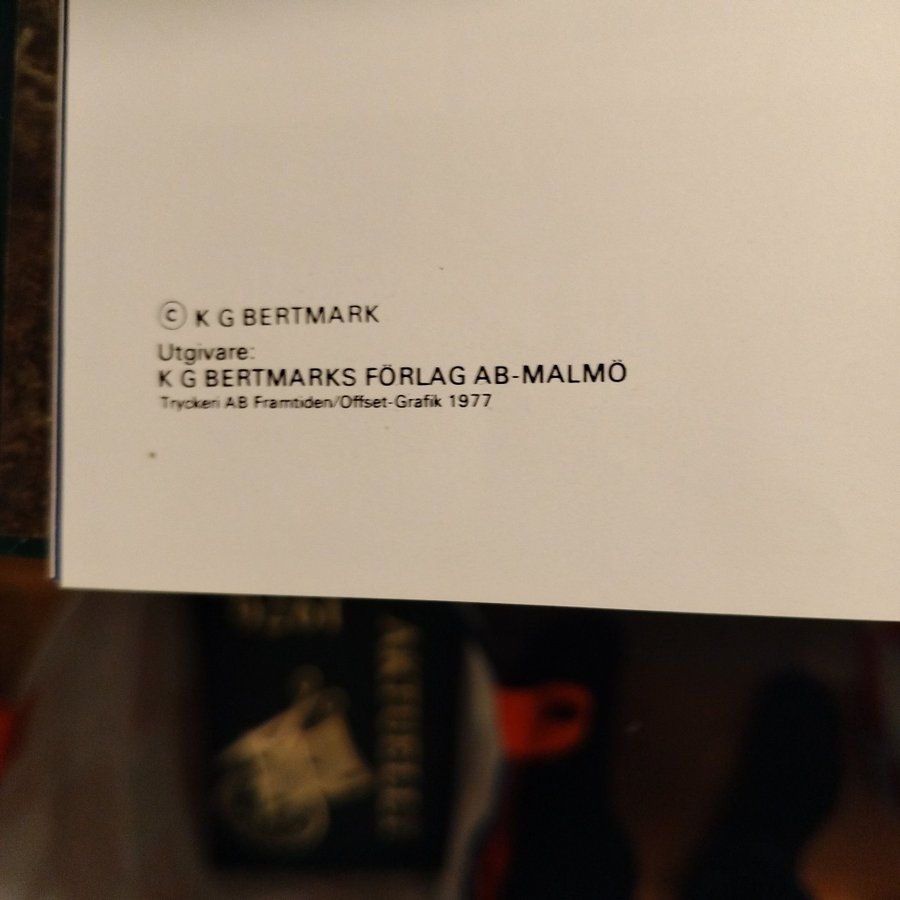 © K G BERTMARK
Utgivare:
K G BERTMARKS FÖRLAG AB-MALMÖ
Tryckeri AB Framtiden/Offset-Grafik 1977